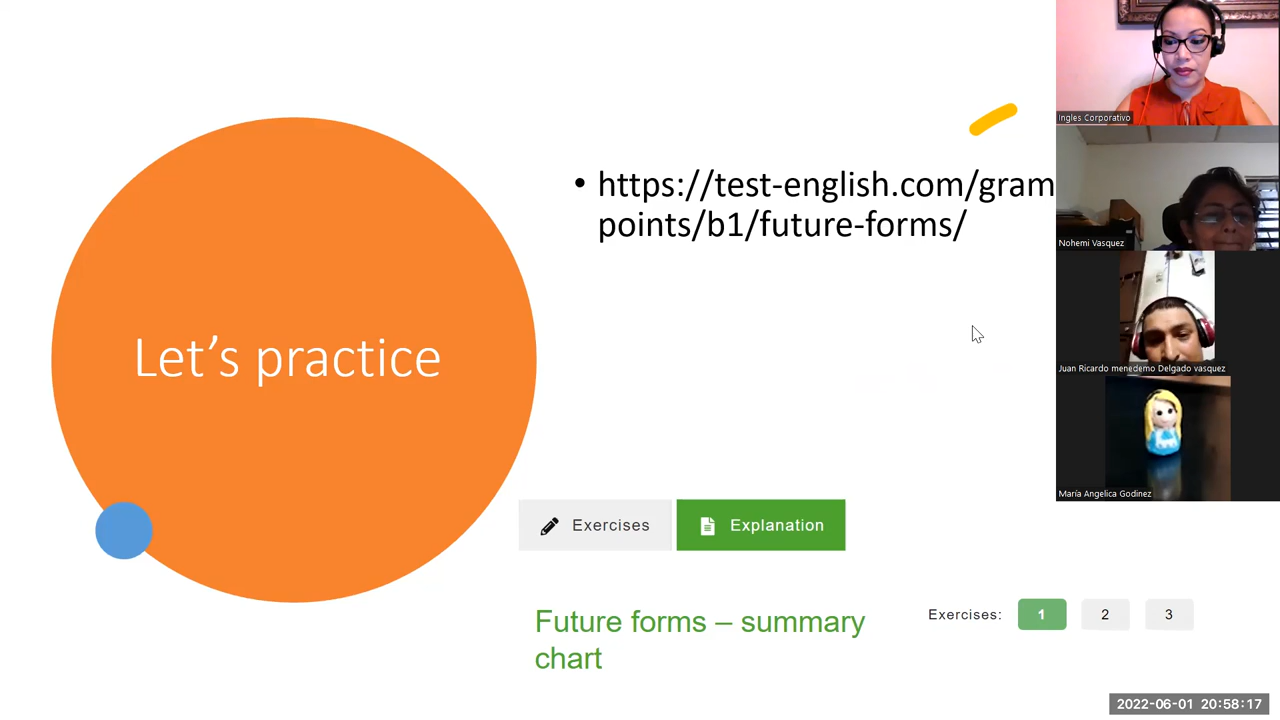 Let's practice
• https://test-english.com/gram
points/b1/future-forms/
Exercises
Explanation
Future forms – summary
chart
Exercises: 1 2 3
Ingles Corporativo
Nohemi Vasquez
Juan Ricardo menedemo Delgado vasquez
María Angelica Godinez
2022-06-01 20:58:17